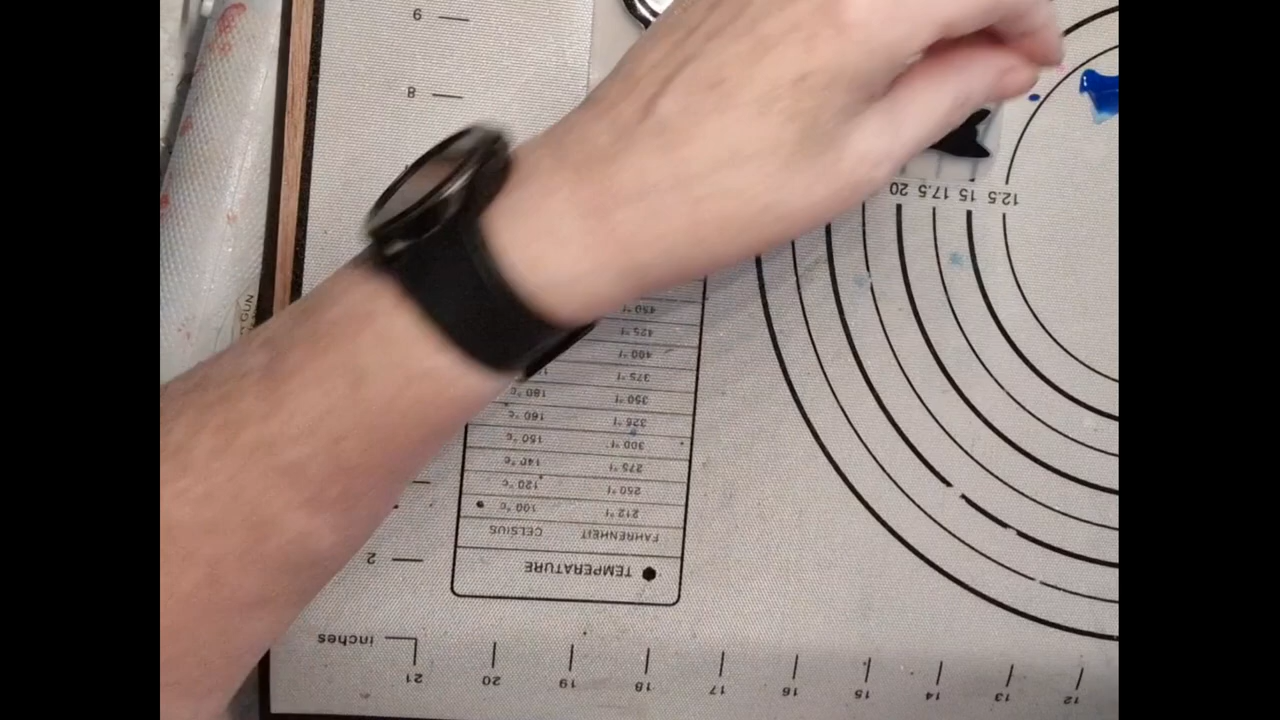 TEMPERATURE
FAHRENHEIT CELSIUS
212 °f 100 °c
250 °f 120 °c
275 °f 140 °c
300 °f 150 °c
325 °f 160 °c
350 °f 180 °c
375 °f
400 °f
425 °f
450 °f
12.5 15 17.5 20
12 13 14 15 16 17 18 19 20 21
inches
2
8
9
GUN